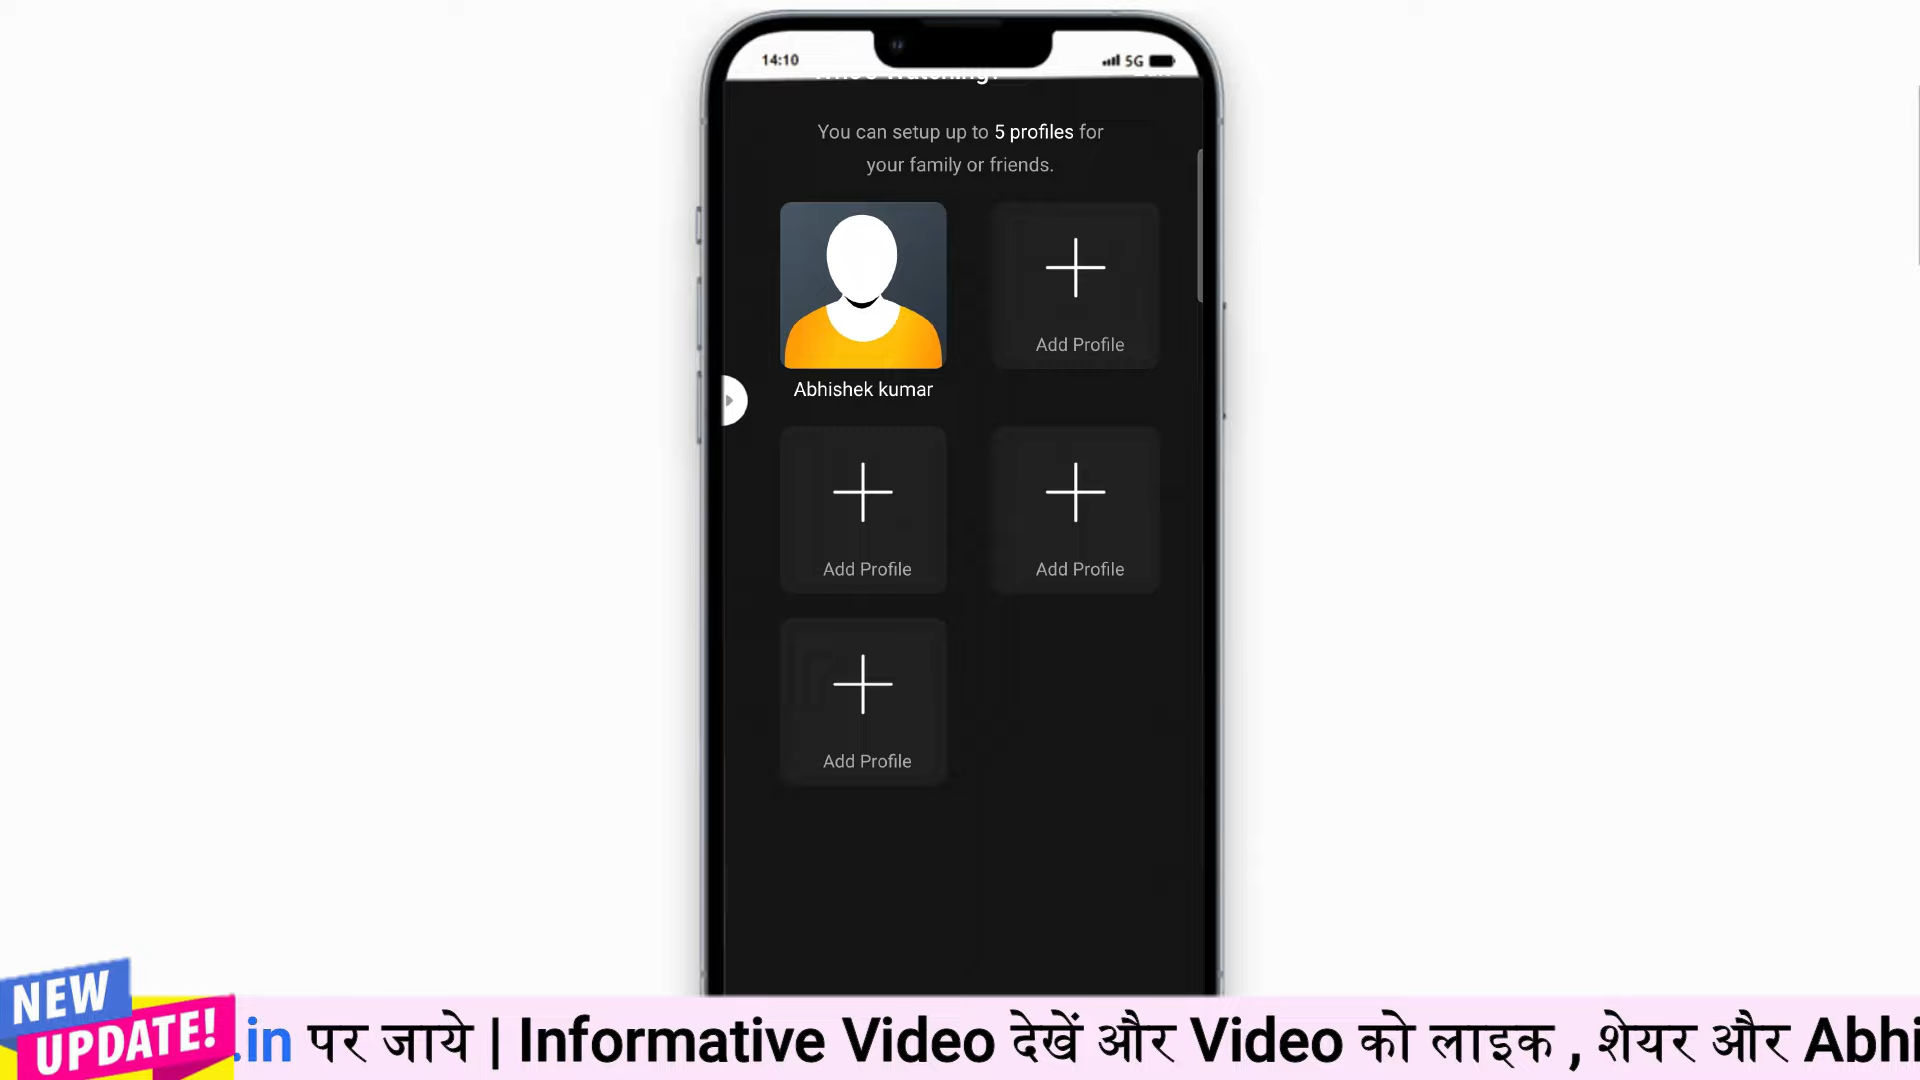 14:10
5G
You can setup up to 5 profiles for
your family or friends.
Add Profile
Abhishek kumar
Add Profile
Add Profile
Add Profile
NEW
UPDATE!
.in पर जाये | Informative Video देखें और Video को लाइक , शेयर और Abhi